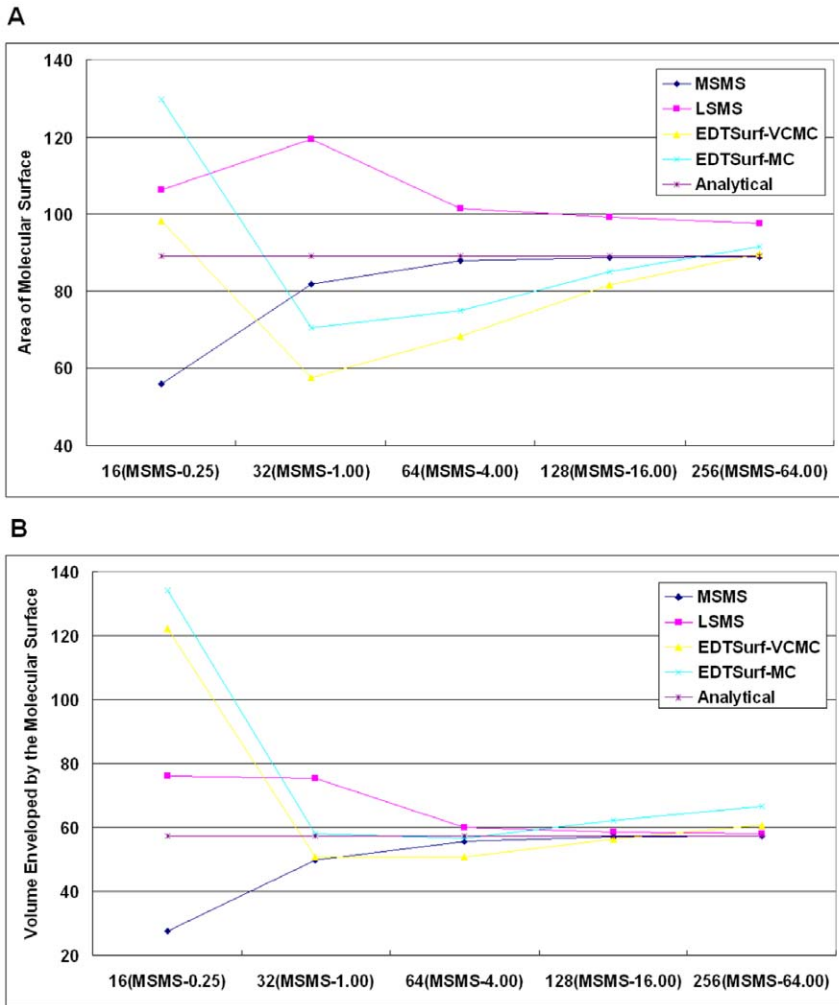 A
Area of Molecular Surface
140
120
100
80
60
40
MSMS
LSMS
EDTSurf-VCMC
EDTSurf-MC
Analytical
16(MSMS-0.25) 32(MSMS-1.00) 64(MSMS-4.00) 128(MSMS-16.00) 256(MSMS-64.00)
B
Volume Enveloped by the Molecular Surface
140
120
100
80
60
40
20
MSMS
LSMS
EDTSurf-VCMC
EDTSurf-MC
Analytical
16(MSMS-0.25) 32(MSMS-1.00) 64(MSMS-4.00) 128(MSMS-16.00) 256(MSMS-64.00)